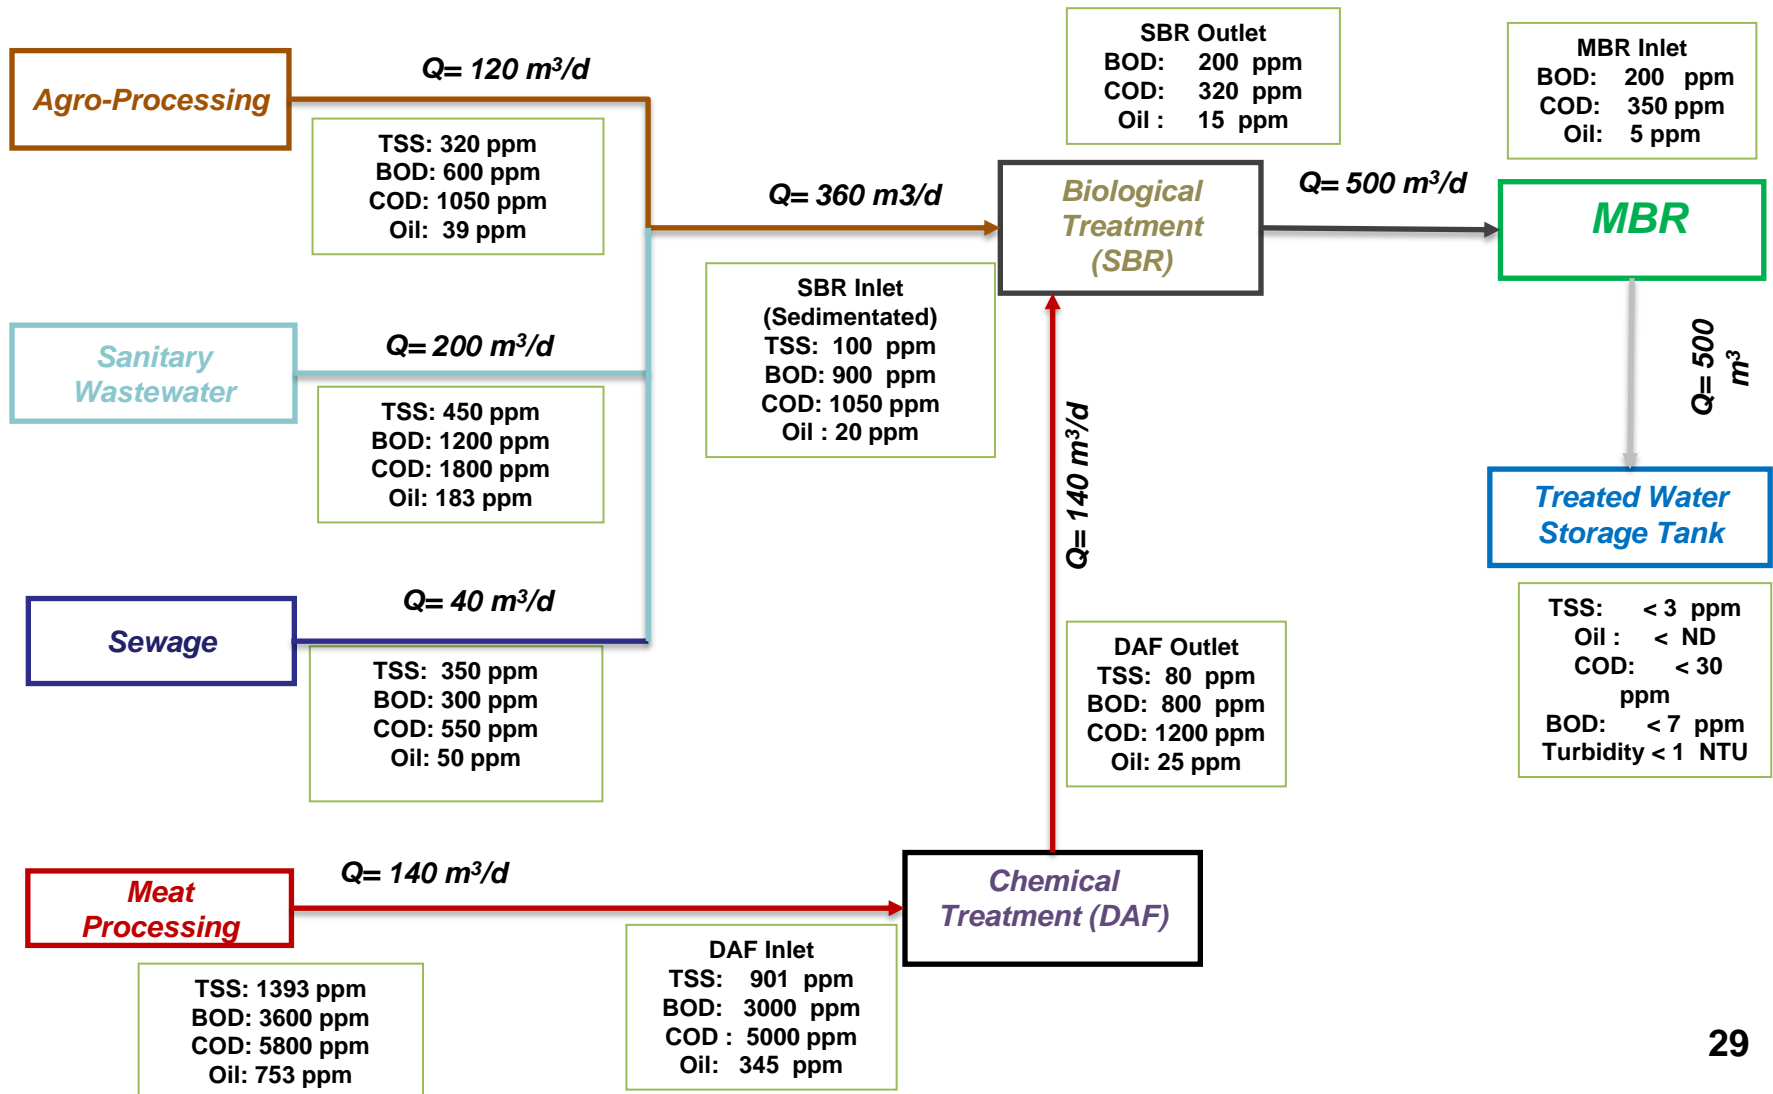 Agro-Processing
Q= 120 m³/d
TSS: 320 ppm
BOD: 600 ppm
COD: 1050 ppm
Oil: 39 ppm
Sanitary
Wastewater
Q= 200 m³/d
TSS: 450 ppm
BOD: 1200 ppm
COD: 1800 ppm
Oil: 183 ppm
Sewage
Q= 40 m³/d
TSS: 350 ppm
BOD: 300 ppm
COD: 550 ppm
Oil: 50 ppm
Meat
Processing
Q= 140 m³/d
TSS: 1393 ppm
BOD: 3600 ppm
COD: 5800 ppm
Oil: 753 ppm
DAF Inlet
TSS: 901 ppm
BOD: 3000 ppm
COD : 5000 ppm
Oil: 345 ppm
Chemical
Treatment (DAF)
DAF Outlet
TSS: 80 ppm
BOD: 800 ppm
COD: 1200 ppm
Oil: 25 ppm
Q= 140 m³/d
Q= 360 m3/d
SBR Inlet
(Sedimentated)
TSS: 100 ppm
BOD: 900 ppm
COD: 1050 ppm
Oil : 20 ppm
Biological
Treatment
(SBR)
SBR Outlet
BOD: 200 ppm
COD: 320 ppm
Oil : 15 ppm
Q= 500 m³/d
MBR Inlet
BOD: 200 ppm
COD: 350 ppm
Oil: 5 ppm
MBR
Q= 500
m³
Treated Water
Storage Tank
TSS: < 3 ppm
Oil : < ND
COD: < 30
ppm
BOD: < 7 ppm
Turbidity < 1 NTU
29